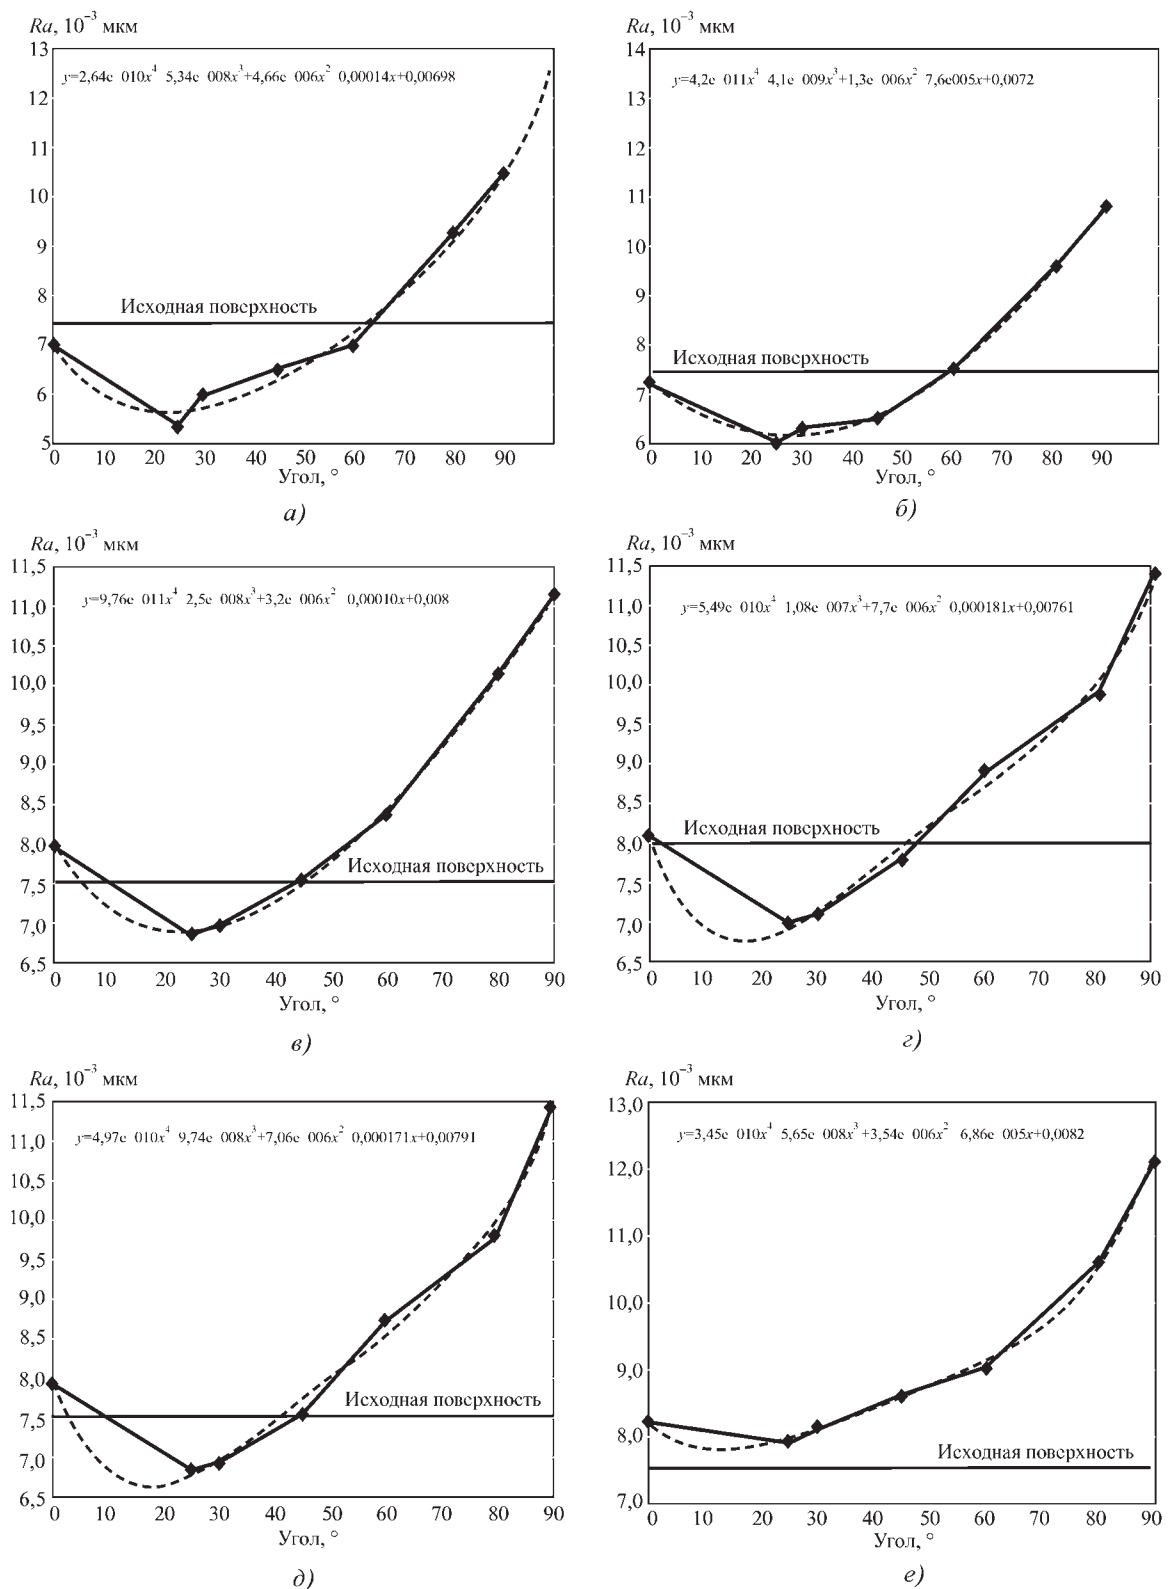 Ra, 10⁻³ мкм
13
y=2,64e 010x⁴ 5,34e 008x³+4,66e 006x² 0,00014x+0,00698
12
11
10
9
8
Исходная поверхность
7
6
5
0 10 20 30 40 50 60 70 80 90
Угол, °
а)
Ra, 10⁻³ мкм
14
y=4,2e 011x⁴ 4,1e 009x³+1,3e 006x² 7,6e005x+0,0072
13
12
11
10
9
8
Исходная поверхность
7
6
0 10 20 30 40 50 60 70 80 90
Угол, °
б)
Ra, 10⁻³ мкм
11,5
y=9,76e 011x⁴ 2,5e 008x³+3,2e 006x² 0,00010x+0,008
11,0
10,5
10,0
9,5
9,0
8,5
8,0
Исходная поверхность
7,5
7,0
6,5
0 10 20 30 40 50 60 70 80 90
Угол, °
в)
Ra, 10⁻³ мкм
11,5
11,0
y=5,49e 010x⁴ 1,08e 007x³+7,7e 006x² 0,000181x+0,00761
10,5
10,0
9,5
9,0
8,5
Исходная поверхность
8,0
7,5
7,0
6,5
0 10 20 30 40 50 60 70 80 90
Угол, °
г)
Ra, 10⁻³ мкм
11,5
y=4,97e 010x⁴ 9,74e 008x³+7,06e 006x² 0,000171x+0,00791
11,0
10,5
10,0
9,5
9,0
8,5
8,0
Исходная поверхность
7,5
7,0
6,5
0 10 20 30 40 50 60 70 80 90
Угол, °
д)
Ra, 10⁻³ мкм
13,0
y=3,45e 010x⁴ 5,65e 008x³+3,54e 006x² 6,86e 005x+0,0082
12,0
11,0
10,0
9,0
8,0
Исходная поверхность
7,0
0 10 20 30 40 50 60 70 80 90
Угол, °
е)